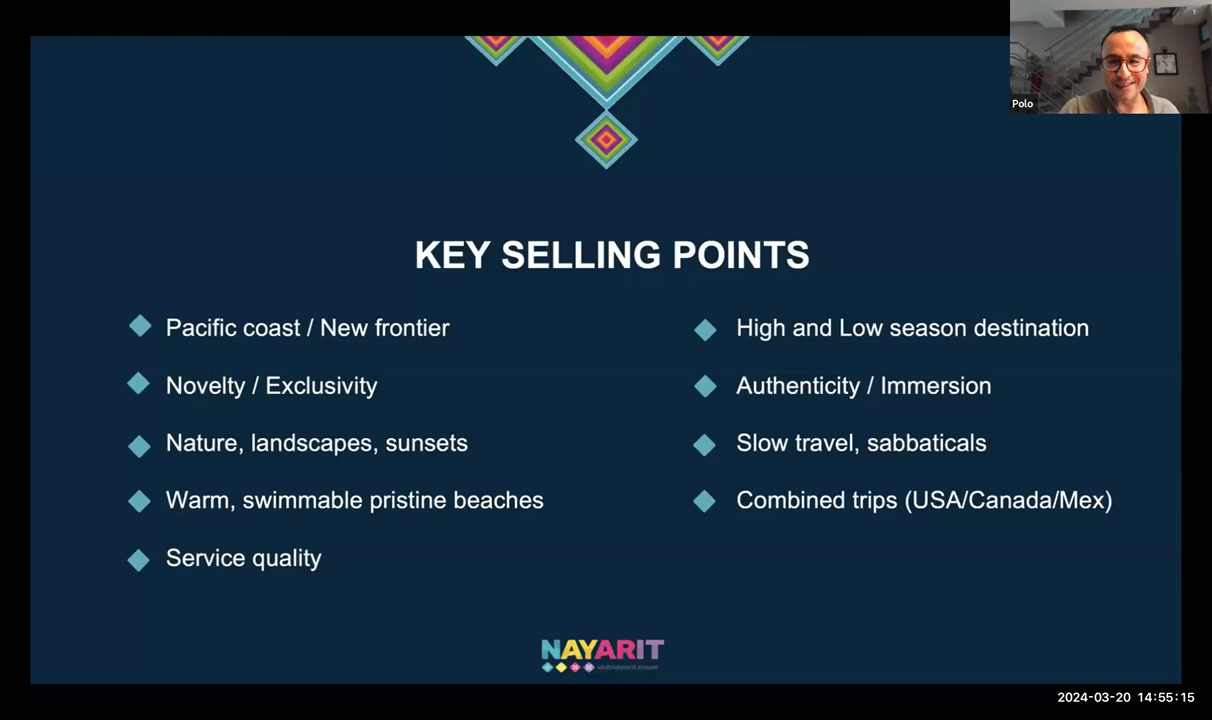 Polo
KEY SELLING POINTS
Pacific coast / New frontier
Novelty / Exclusivity
Nature, landscapes, sunsets
Warm, swimmable pristine beaches
Service quality
High and Low season destination
Authenticity / Immersion
Slow travel, sabbaticals
Combined trips (USA/Canada/Mex)
NAYARIT
visitnayarit.travel
2024-03-20 14:55:15